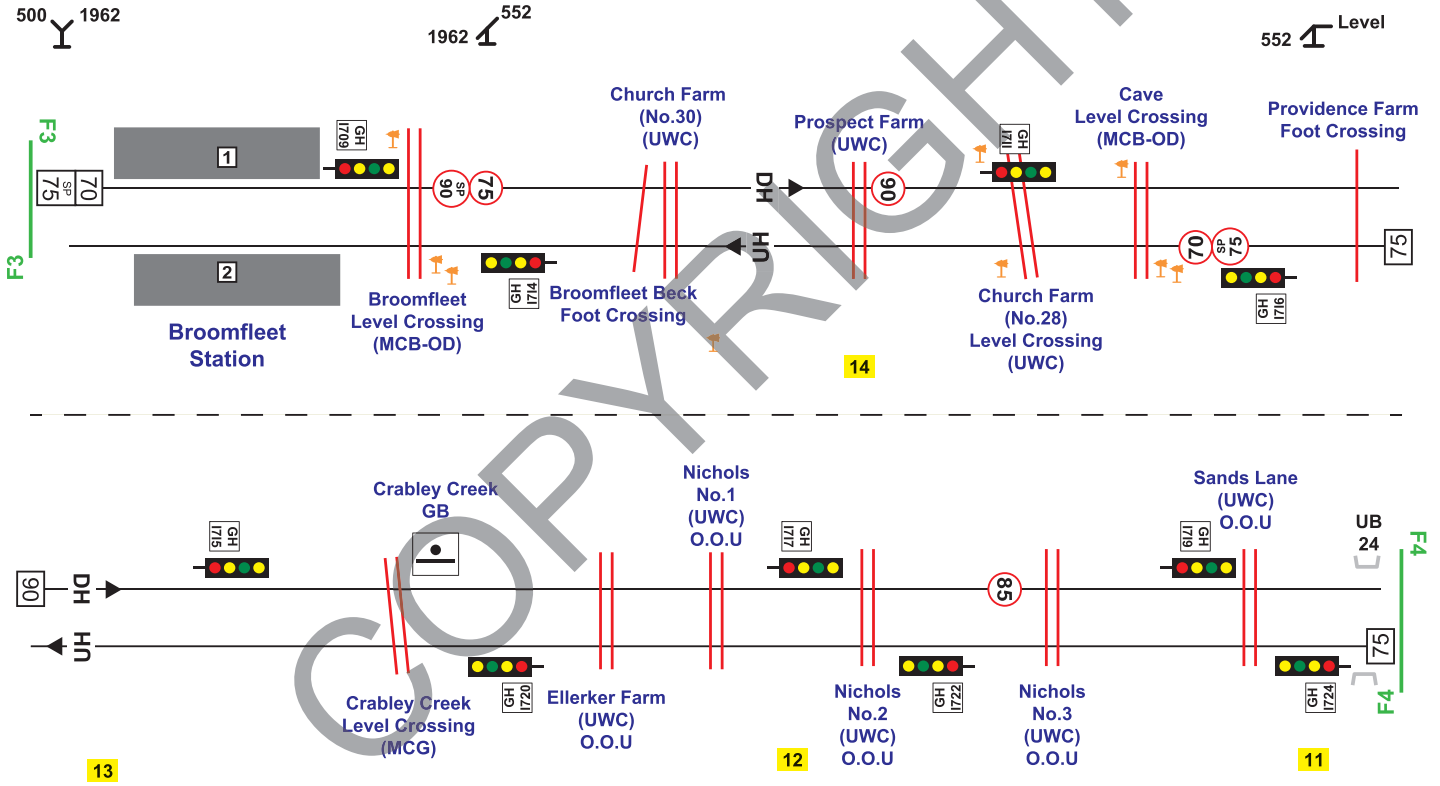 500 1962
1962 552
552 Level
F3
F3
75 SP 70
1
GH
I709
90 SP
75
Church Farm
(No.30)
(UWC)
Prospect Farm
(UWC)
DH
90
GH
I711
Cave
Level Crossing
(MCB-OD)
Providence Farm
Foot Crossing
UH
70
SP 75
75
2
Broomfleet
Station
Broomfleet
Level Crossing
(MCB-OD)
GH
I714
Broomfleet Beck
Foot Crossing
14
Church Farm
(No.28)
Level Crossing
(UWC)
GH
I716
COPYRIGHT
GH
I715
Crabley Creek
GB
Nichols
No.1
(UWC)
O.O.U
GH
I717
Sands Lane
(UWC)
O.O.U
GH
I719
UB
24
F4
90
DH
85
UH
75
F4
Crabley Creek
Level Crossing
(MCG)
GH
I720
Ellerker Farm
(UWC)
O.O.U
Nichols
No.2
(UWC)
O.O.U
GH
I722
Nichols
No.3
(UWC)
O.O.U
GH
I724
13
12
11